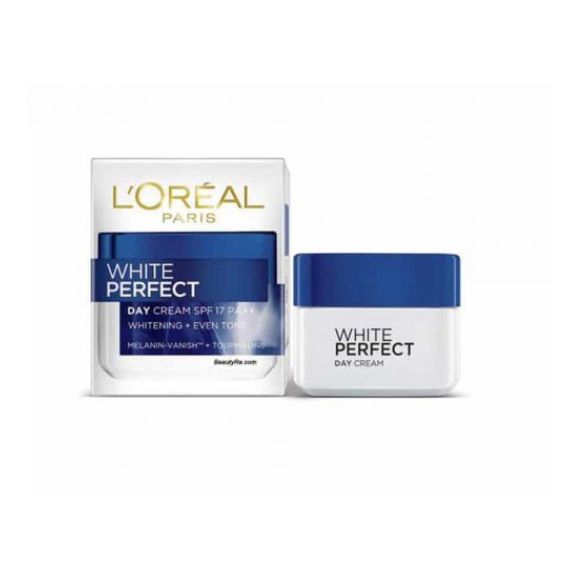 L'ORÉAL
PARIS
WHITE
PERFECT
DAY CREAM SPF 17 PA++
WHITENING + EVEN TONE
MELANIN-VANISH™ + TOURMALINE
BeautyRa.com
WHITE
PERFECT
DAY CREAM